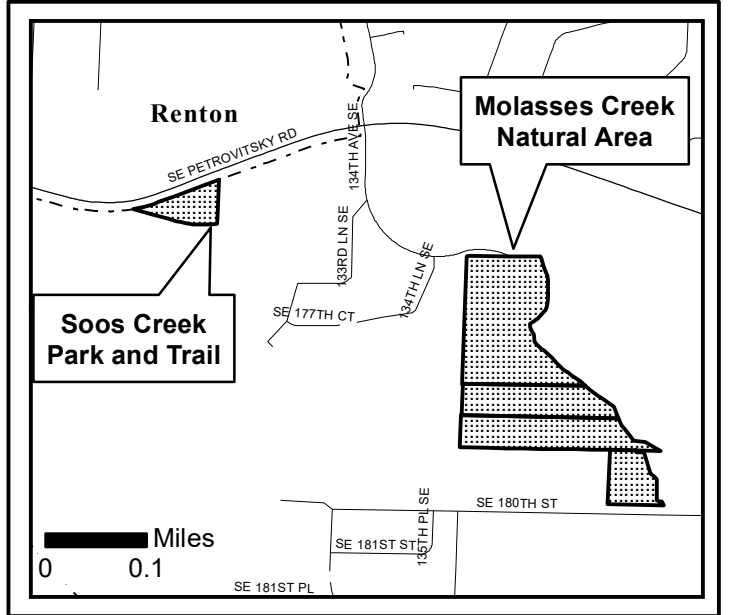 Renton
Molasses Creek
Natural Area
SE PETROVITSKY RD
134TH AVE SE
133RD LN SE
134TH LN SE
Soos Creek
Park and Trail
SE 177TH CT
SE 180TH ST
135TH PL SE
SE 181ST ST
Miles
0 0.1
SE 181ST PL